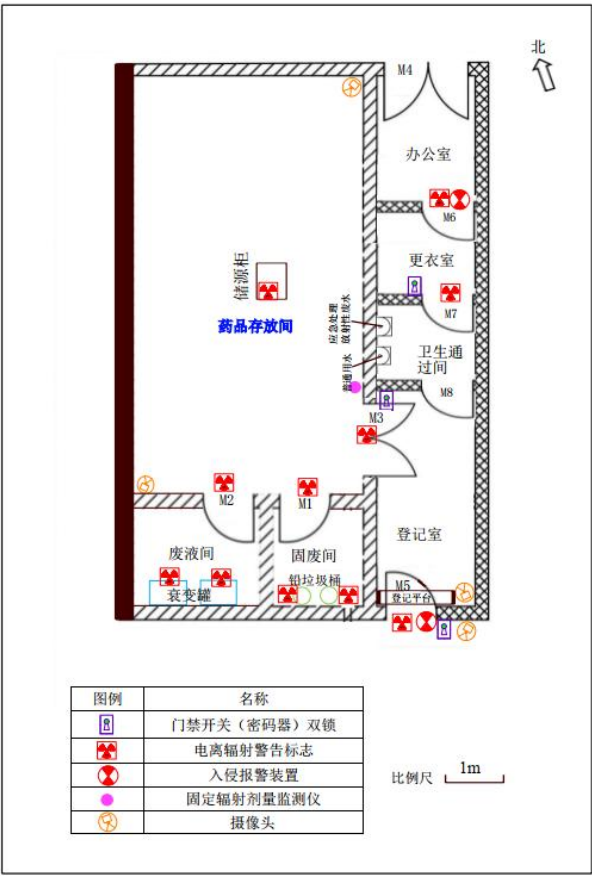 北
M4
办公室
M6
更衣室
M7
储源柜
药品存放间
应急处理
放射性废水
普通用水
卫生通
过间
M8
M3
M2
M1
登记室
废液间
固废间
铅垃圾桶
衰变罐
M5
登记平台
图例 名称
门禁开关（密码器）双锁
电离辐射警告标志
入侵报警装置
固定辐射剂量监测仪
摄像头
比例尺 1m